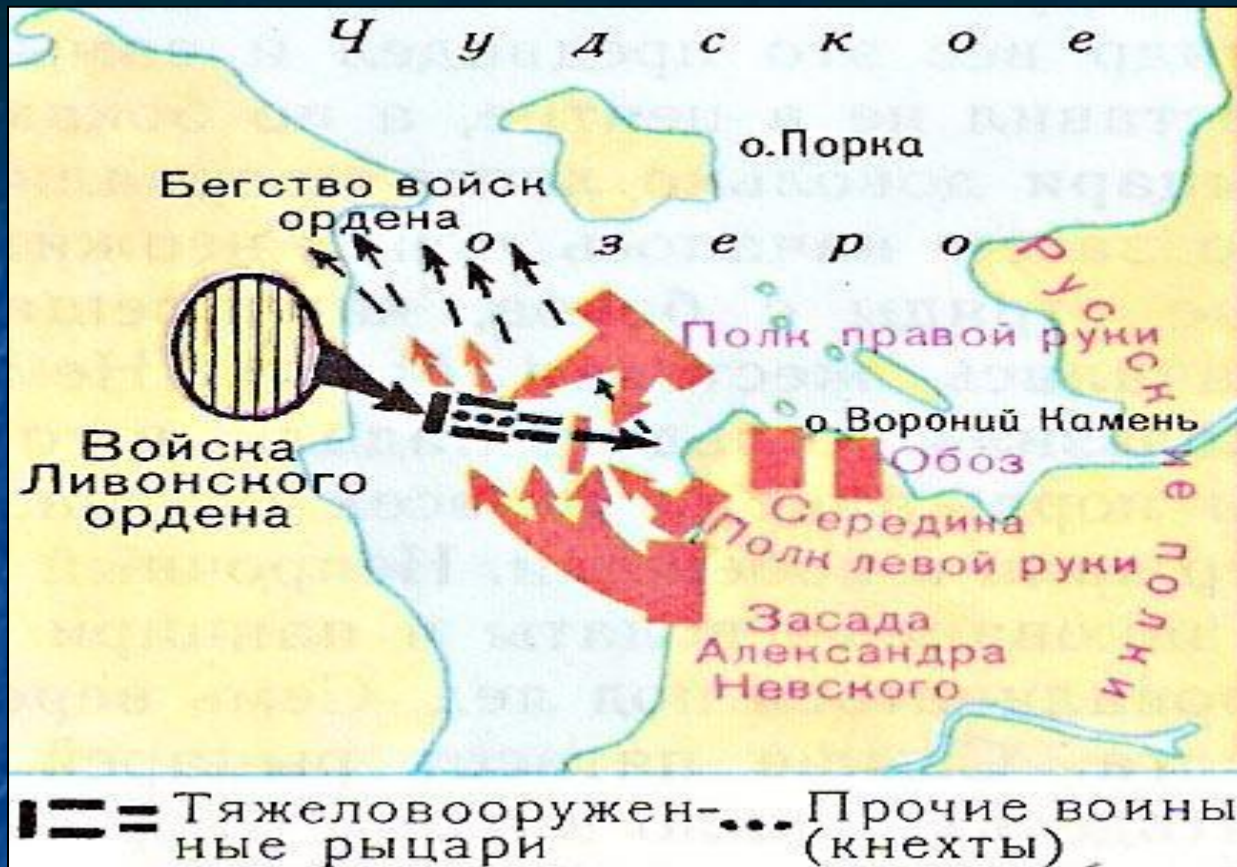 Чудское
о.Порка
Бегство войск
ордена
озеро
Русские полки
Полк правой руки
Войска
Ливонского
ордена
о.Вороний Камень
Обоз
Середина
Полк левой руки
Засада
Александра
Невского
Тяжеловооружен-
ные рыцари
Прочие воины
(кнехты)